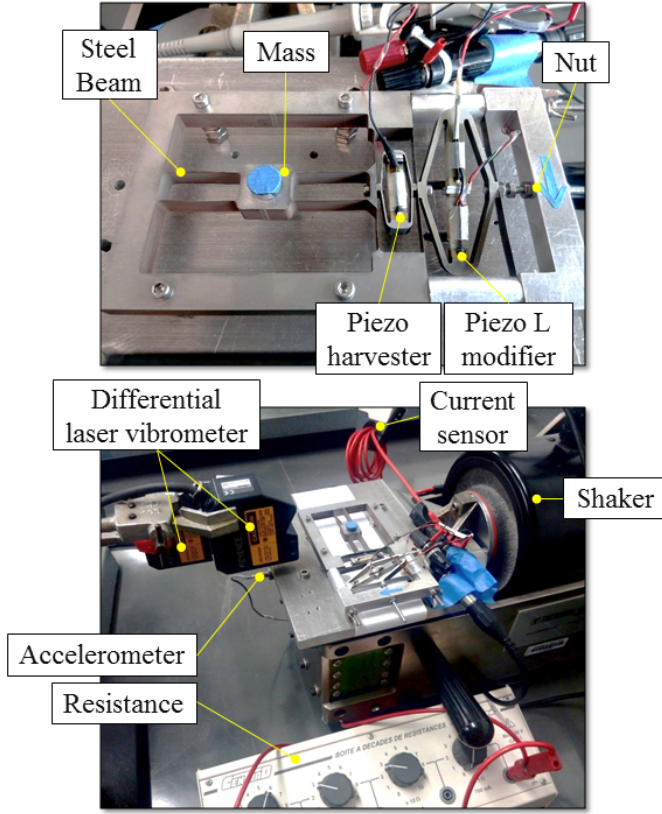 Steel
Beam
Mass
Nut
Piezo
harvester
Piezo L
modifier
Differential
laser vibrometer
Current
sensor
Shaker
Accelerometer
Resistance
BOITE A DECADES DE RESISTANCES